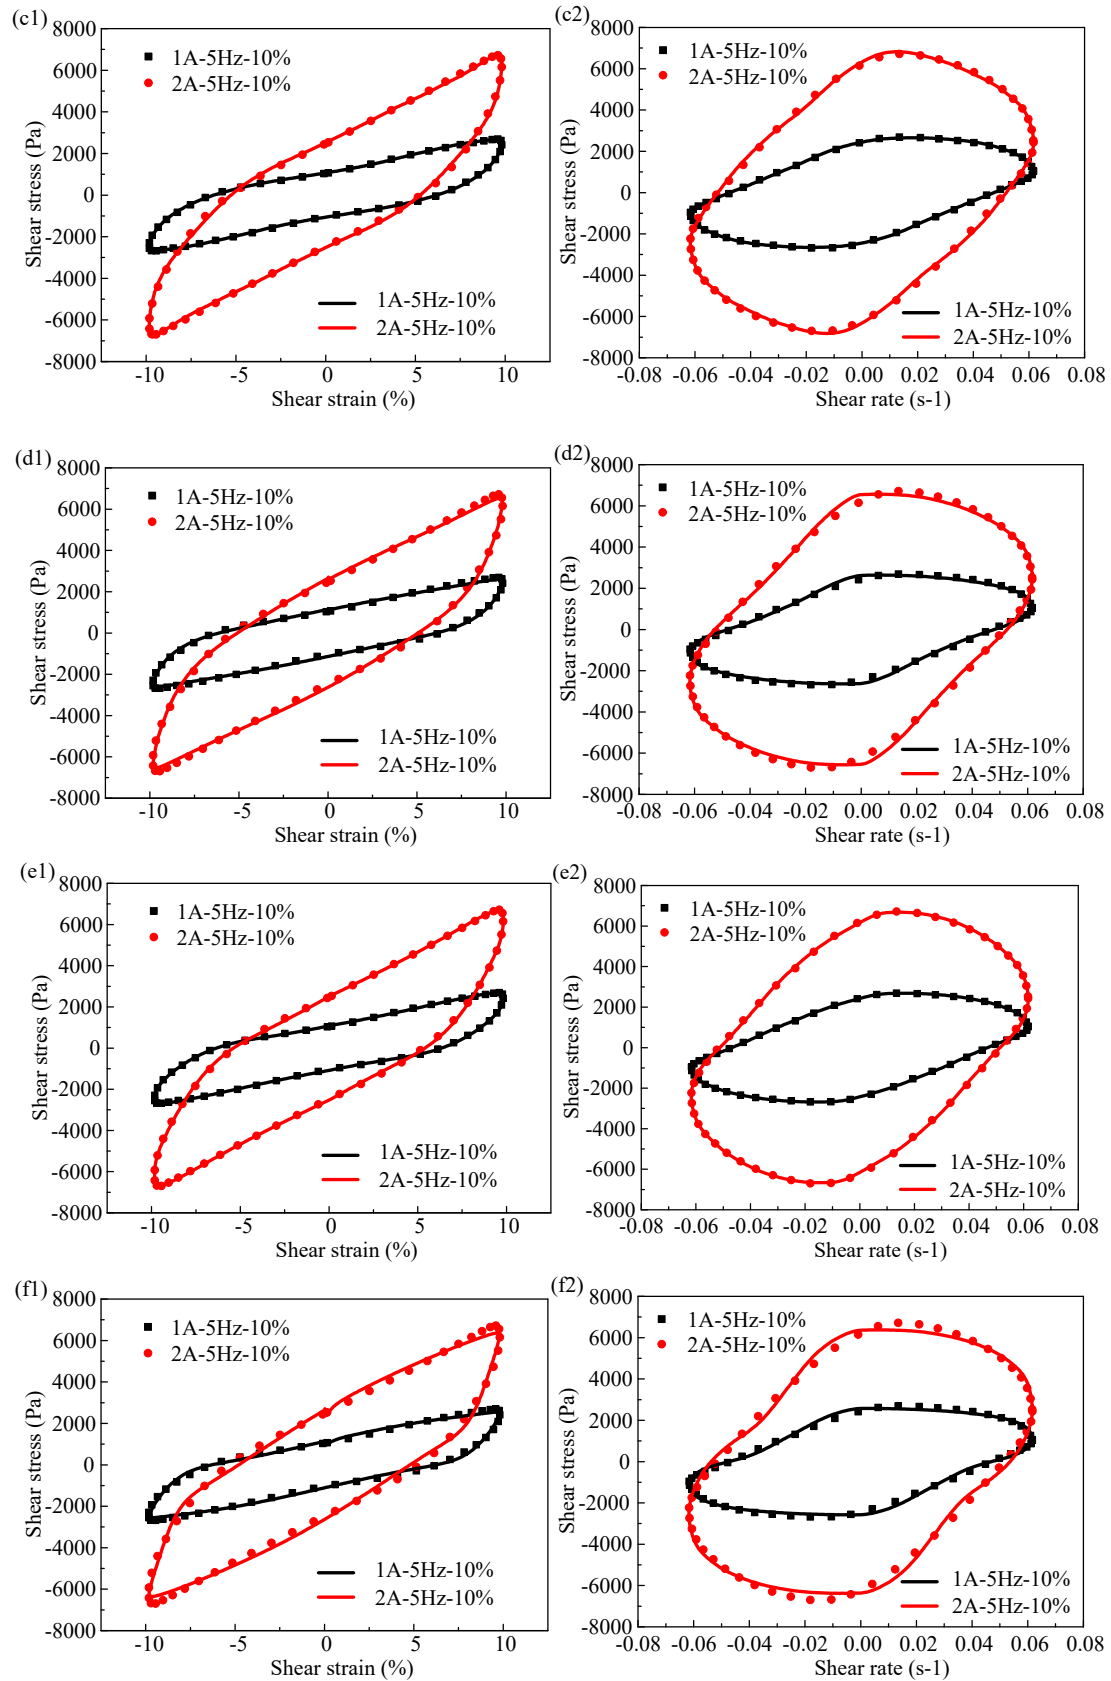 (c1)
8000
6000
4000
2000
0
-2000
-4000
-6000
-8000
Shear stress (Pa)
1A-5Hz-10%
2A-5Hz-10%
1A-5Hz-10%
2A-5Hz-10%
-10 -5 0 5 10
Shear strain (%)
(c2)
8000
6000
4000
2000
0
-2000
-4000
-6000
-8000
Shear stress (Pa)
1A-5Hz-10%
2A-5Hz-10%
1A-5Hz-10%
2A-5Hz-10%
-0.08 -0.06 -0.04 -0.02 0.00 0.02 0.04 0.06 0.08
Shear rate (s-1)
(d1)
8000
6000
4000
2000
0
-2000
-4000
-6000
-8000
Shear stress (Pa)
1A-5Hz-10%
2A-5Hz-10%
1A-5Hz-10%
2A-5Hz-10%
-10 -5 0 5 10
Shear strain (%)
(d2)
8000
6000
4000
2000
0
-2000
-4000
-6000
-8000
Shear stress (Pa)
1A-5Hz-10%
2A-5Hz-10%
1A-5Hz-10%
2A-5Hz-10%
-0.08 -0.06 -0.04 -0.02 0.00 0.02 0.04 0.06 0.08
Shear rate (s-1)
(e1)
8000
6000
4000
2000
0
-2000
-4000
-6000
-8000
Shear stress (Pa)
1A-5Hz-10%
2A-5Hz-10%
1A-5Hz-10%
2A-5Hz-10%
-10 -5 0 5 10
Shear strain (%)
(e2)
8000
6000
4000
2000
0
-2000
-4000
-6000
-8000
Shear stress (Pa)
1A-5Hz-10%
2A-5Hz-10%
1A-5Hz-10%
2A-5Hz-10%
-0.08 -0.06 -0.04 -0.02 0.00 0.02 0.04 0.06 0.08
Shear rate (s-1)
(f1)
8000
6000
4000
2000
0
-2000
-4000
-6000
-8000
Shear stress (Pa)
1A-5Hz-10%
2A-5Hz-10%
1A-5Hz-10%
2A-5Hz-10%
-10 -5 0 5 10
Shear strain (%)
(f2)
8000
6000
4000
2000
0
-2000
-4000
-6000
-8000
Shear stress (Pa)
1A-5Hz-10%
2A-5Hz-10%
1A-5Hz-10%
2A-5Hz-10%
-0.08 -0.06 -0.04 -0.02 0.00 0.02 0.04 0.06 0.08
Shear rate (s-1)